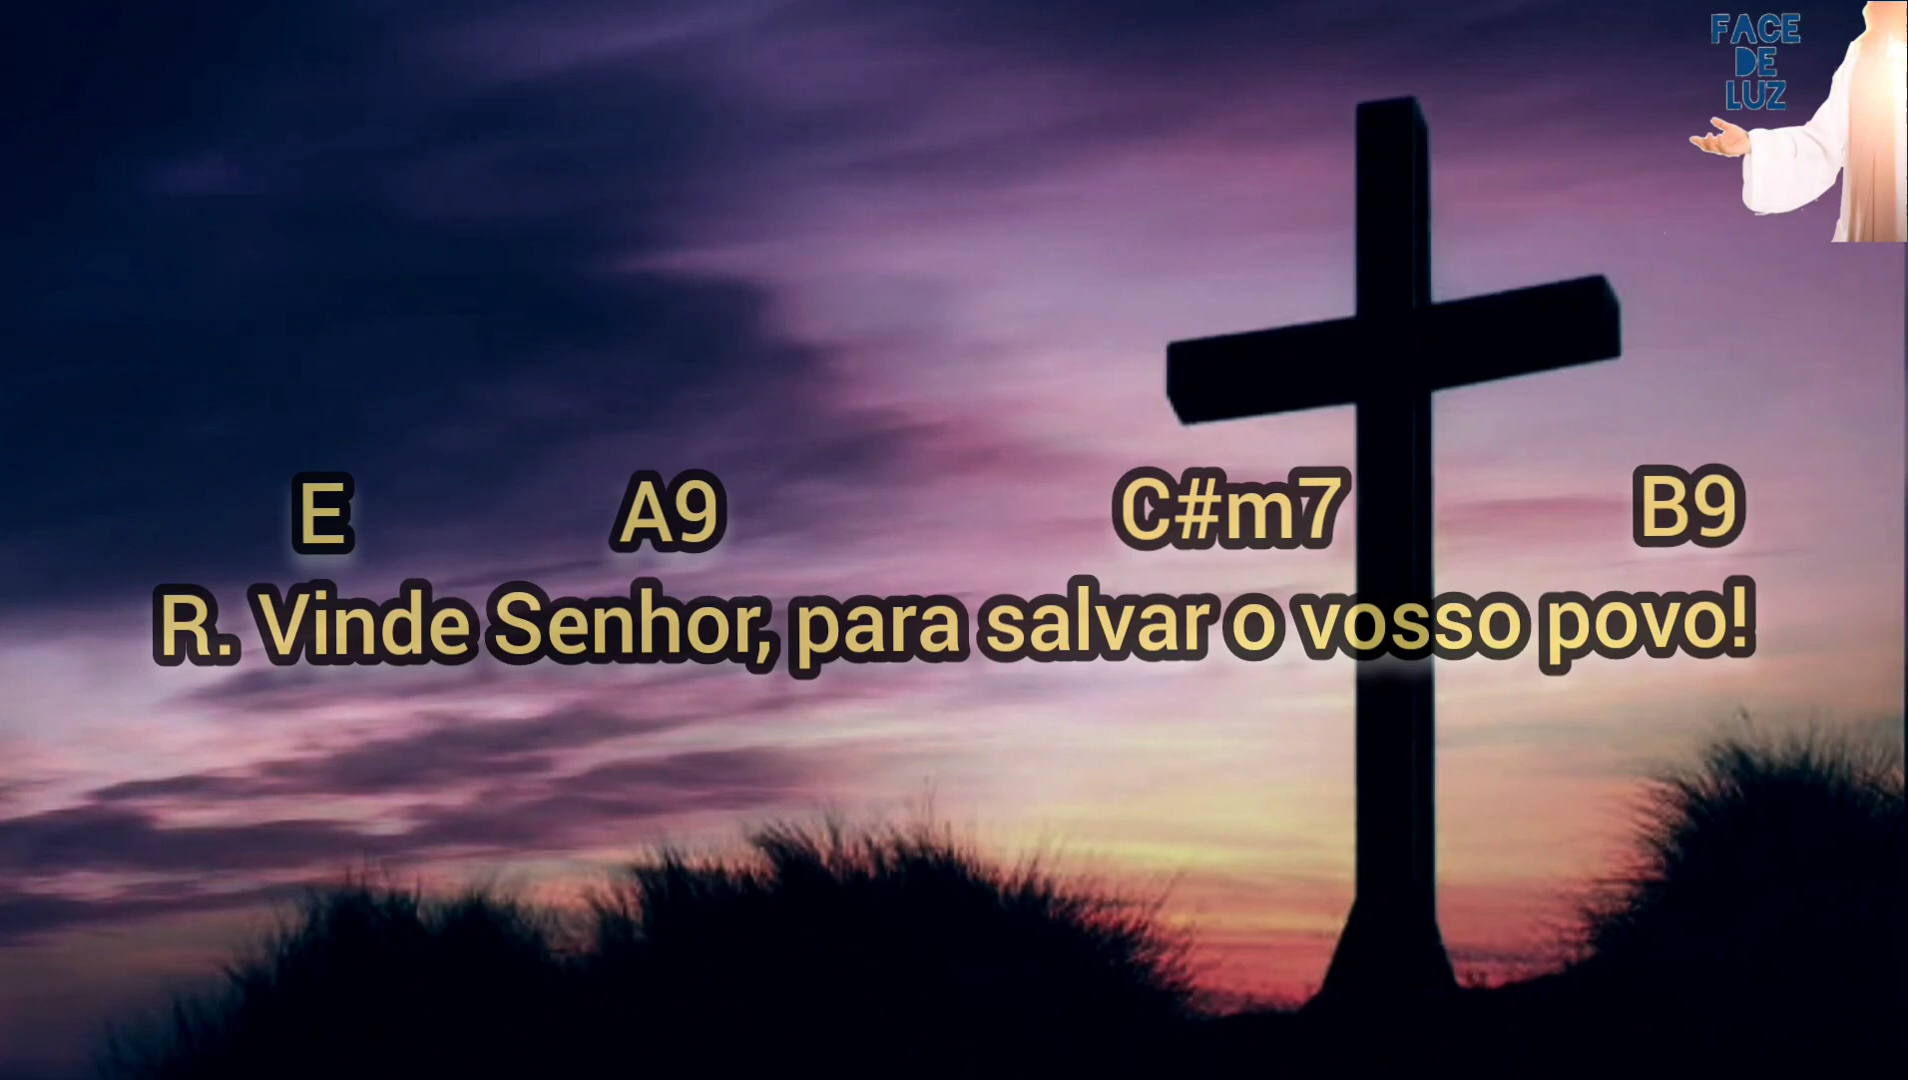 FACE
DE
LUZ
E A9 C#m7 B9
R. Vinde Senhor, para salvar o vosso povo!